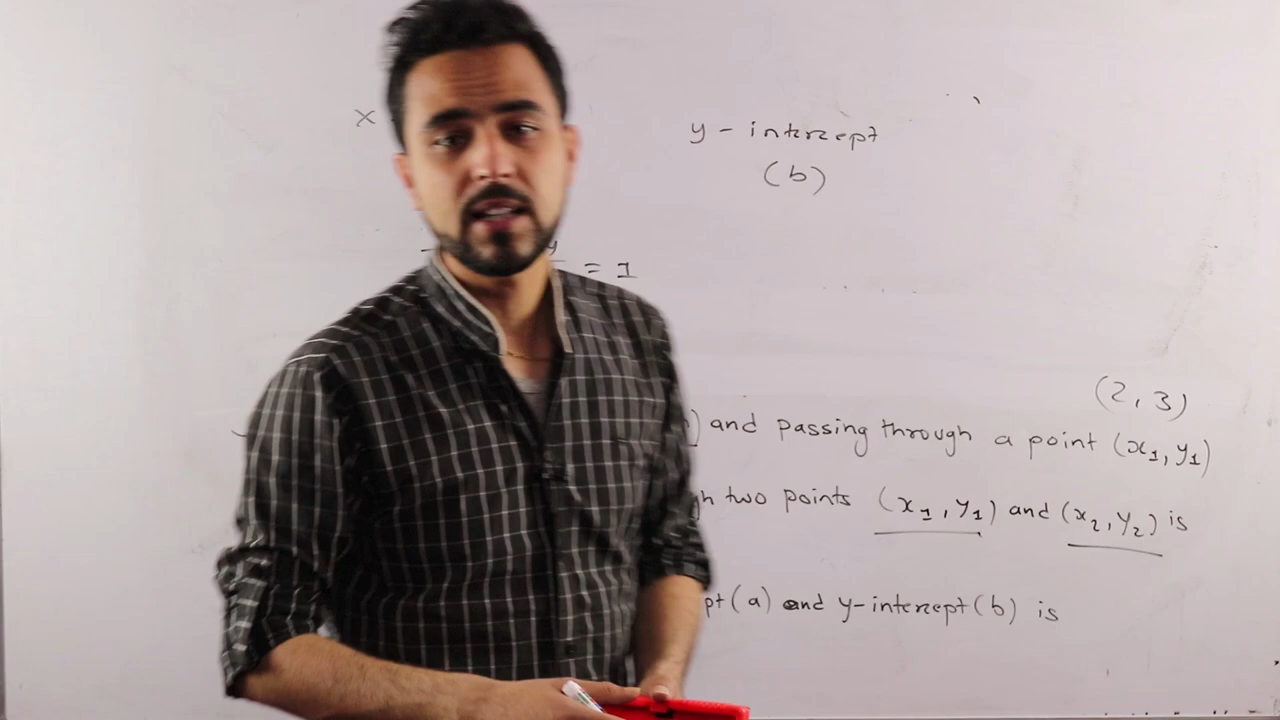 x y - intercept
(b)
y = 1
(2, 3)
and passing through a point (x₁, y₁)
two points (x₁, y₁) and (x₂, y₂) is
(a) and y-intercept (b) is